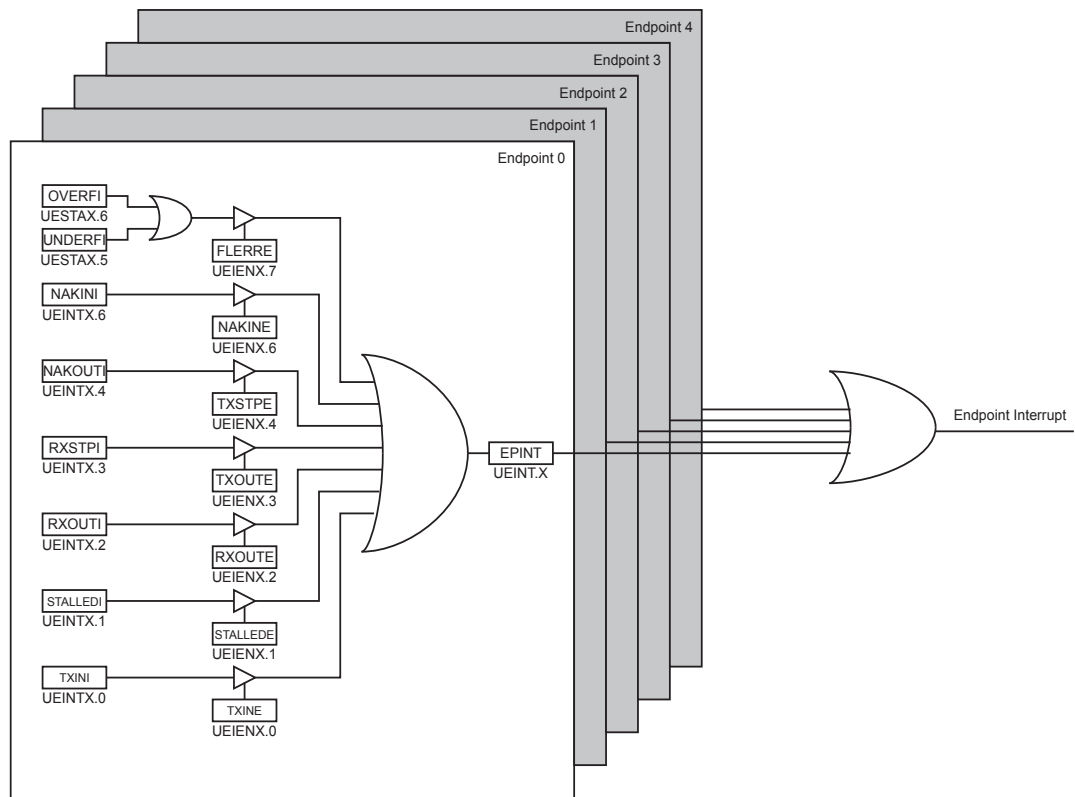 Endpoint 4
Endpoint 3
Endpoint 2
Endpoint 1
Endpoint 0
OVERFI
UESTAX.6
UNDERFI
UESTAX.5
FLERRE
UEIENX.7
NAKINI
UEINTX.6
NAKINE
UEIENX.6
NAKOUTI
UEINTX.4
TXSTPE
UEIENX.4
RXSTPI
UEINTX.3
TXOUTE
UEIENX.3
RXOUTI
UEINTX.2
RXOUTE
UEIENX.2
STALLEDI
UEINTX.1
STALLEDE
UEIENX.1
TXINI
UEINTX.0
TXINE
UEIENX.0
EPINT
UEINT.X
Endpoint Interrupt